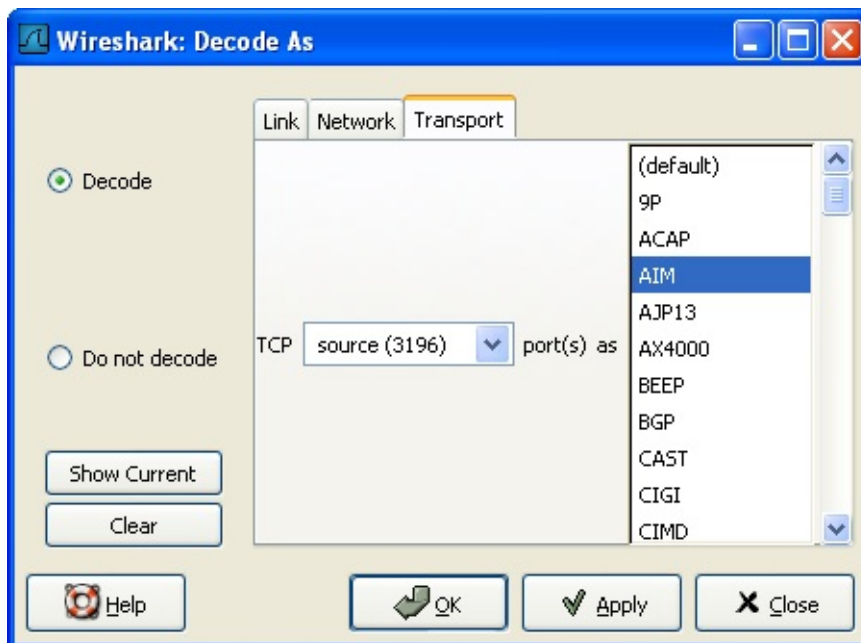 Wireshark: Decode As
Link
Network
Transport
Decode
Do not decode
Show Current
Clear
TCP
source (3196)
port(s) as
(default)
9P
ACAP
AIM
AJP13
AX4000
BEEP
BGP
CAST
CIGI
CIMD
Help
OK
Apply
Close